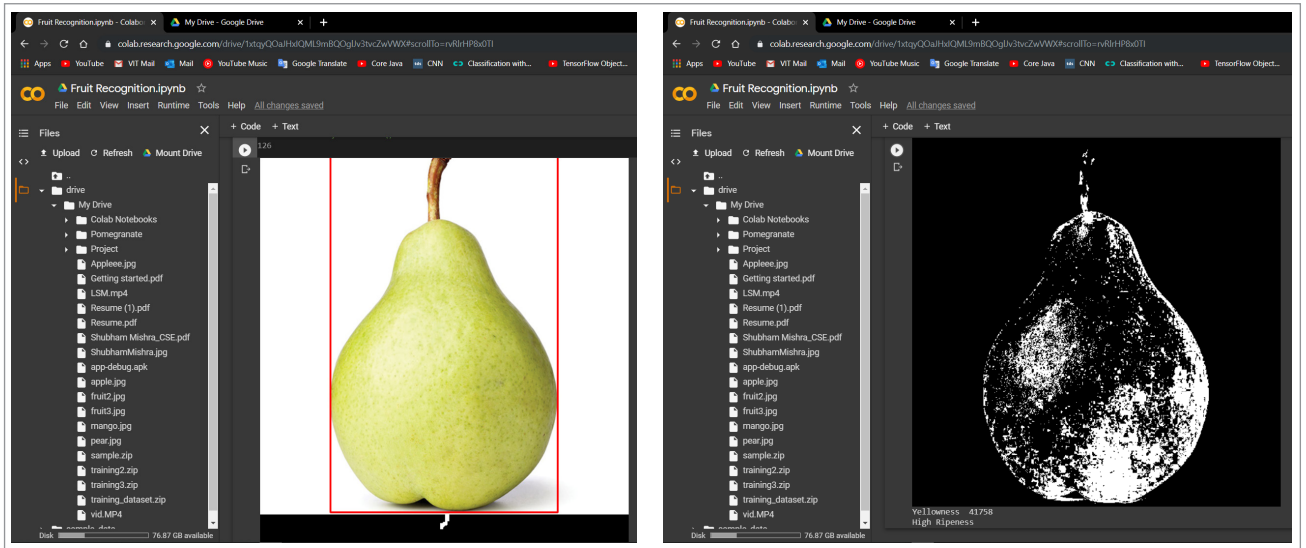 Fruit Recognition.ipynb - Colabo
My Drive - Google Drive
colab.research.google.com/drive/1xtqyQOaJHxIQML9mBQOglJv3tvcZwVWX#scrollTo=rvRlrHP8x0TI
Apps YouTube VIT Mail Mail YouTube Music Google Translate Core Java CNN Classification with... TensorFlow Object...
Fruit Recognition.ipynb
File Edit View Insert Runtime Tools Help All changes saved
Files
+ Code + Text
Upload Refresh Mount Drive
126
..
drive
My Drive
Colab Notebooks
Pomegranate
Project
Appleee.jpg
Getting started.pdf
LSM.mp4
Resume (1).pdf
Resume.pdf
Shubham Mishra_CSE.pdf
ShubhamMishra.jpg
app-debug.apk
apple.jpg
fruit2.jpg
fruit3.jpg
mango.jpg
pear.jpg
sample.zip
training2.zip
training3.zip
training_dataset.zip
vid.MP4
Disk 76.87 GB available
Fruit Recognition.ipynb - Colabo
My Drive - Google Drive
colab.research.google.com/drive/1xtqyQOaJHxIQML9mBQOglJv3tvcZwVWX#scrollTo=rvRlrHP8x0TI
Apps YouTube VIT Mail Mail YouTube Music Google Translate Core Java CNN Classification with... TensorFlow Object...
Fruit Recognition.ipynb
File Edit View Insert Runtime Tools Help All changes saved
Files
+ Code + Text
Upload Refresh Mount Drive
..
drive
My Drive
Colab Notebooks
Pomegranate
Project
Appleee.jpg
Getting started.pdf
LSM.mp4
Resume (1).pdf
Resume.pdf
Shubham Mishra_CSE.pdf
ShubhamMishra.jpg
app-debug.apk
apple.jpg
fruit2.jpg
fruit3.jpg
mango.jpg
pear.jpg
sample.zip
training2.zip
training3.zip
training_dataset.zip
vid.MP4
Disk 76.87 GB available
Yellowness 41758
High Ripeness